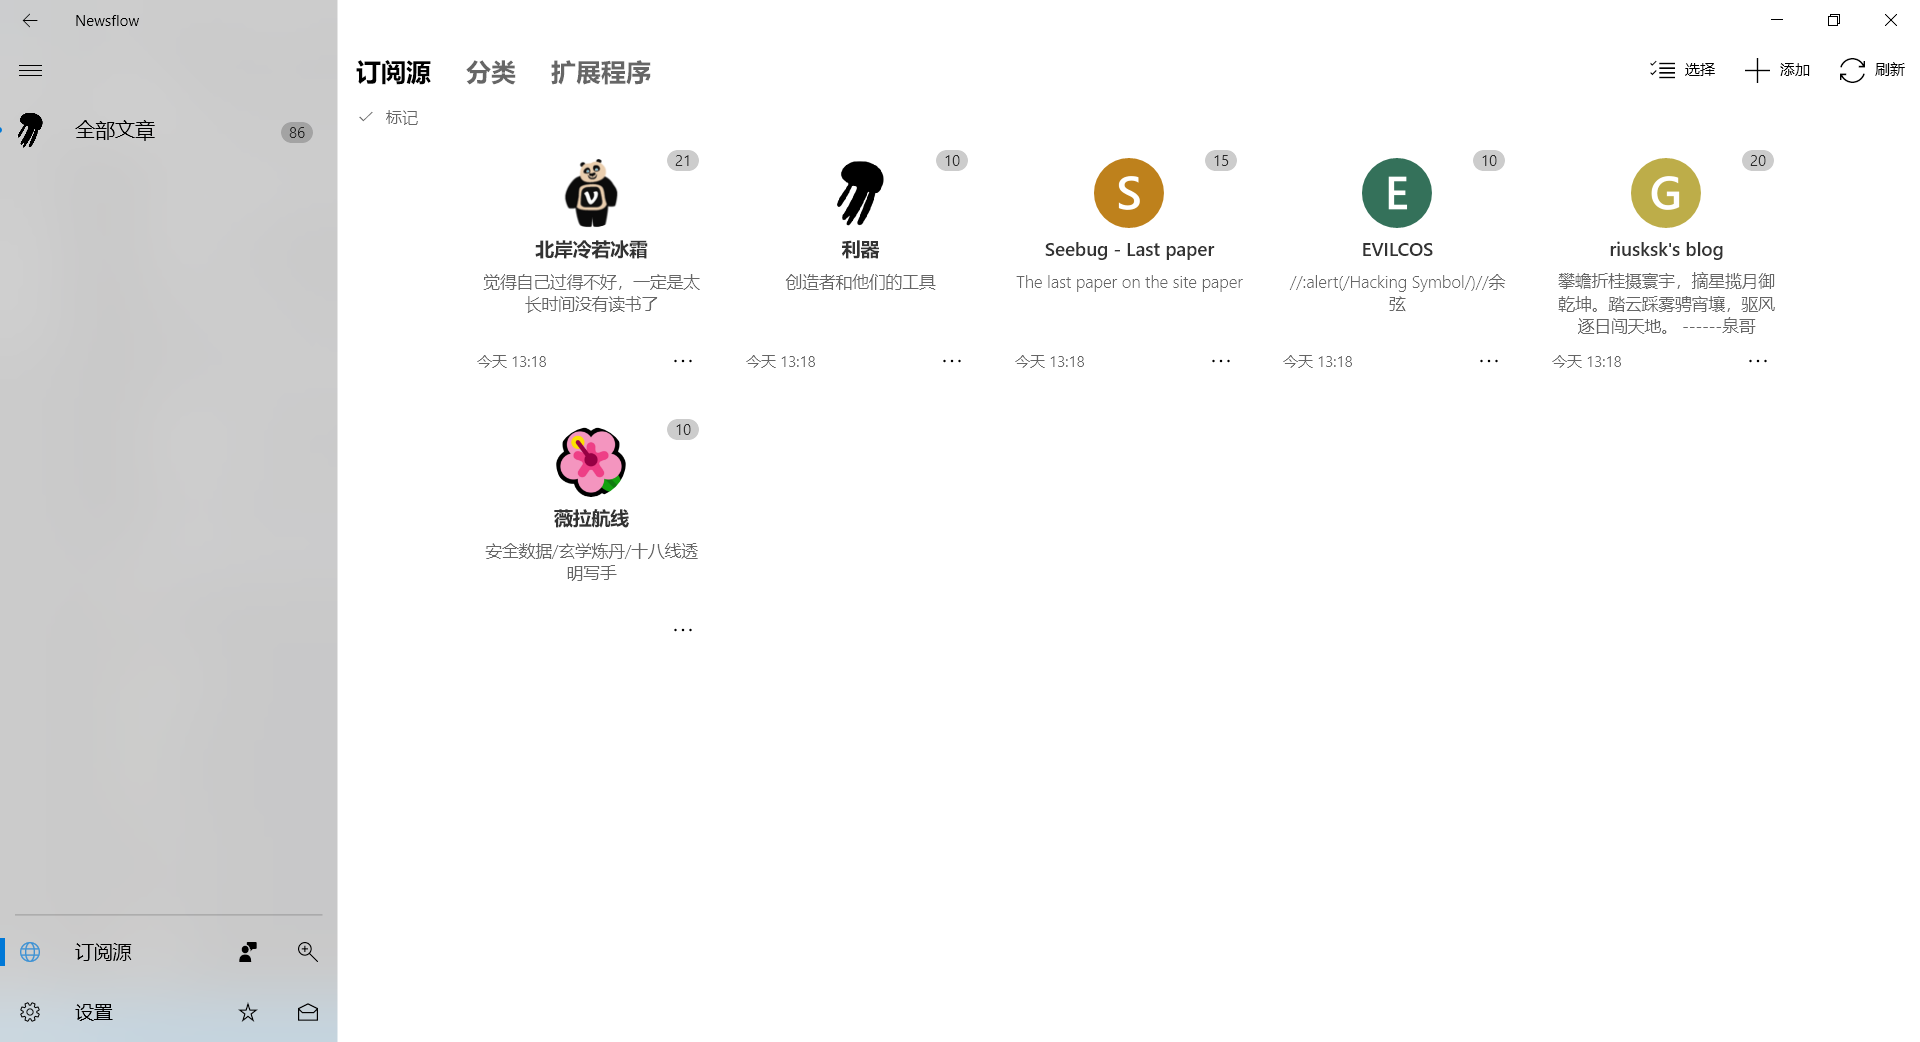 Newsflow
全部文章
86
订阅源
设置
订阅源 分类 扩展程序
选择 添加 刷新
标记
21
V
北岸冷若冰霜
觉得自己过得不好，一定是太
长时间没有读书了
今天 13:18
10
利器
创造者和他们的工具
今天 13:18
15
S
Seebug - Last paper
The last paper on the site paper
今天 13:18
10
E
EVILCOS
//:alert(/Hacking Symbol/)//余
弦
今天 13:18
20
G
riusksk's blog
攀蟾折桂摄寰宇，摘星揽月御
乾坤。踏云踩雾骋宵壤，驱风
逐日闯天地。 ------泉哥
今天 13:18
10
薇拉航线
安全数据/玄学炼丹/十八线透
明写手